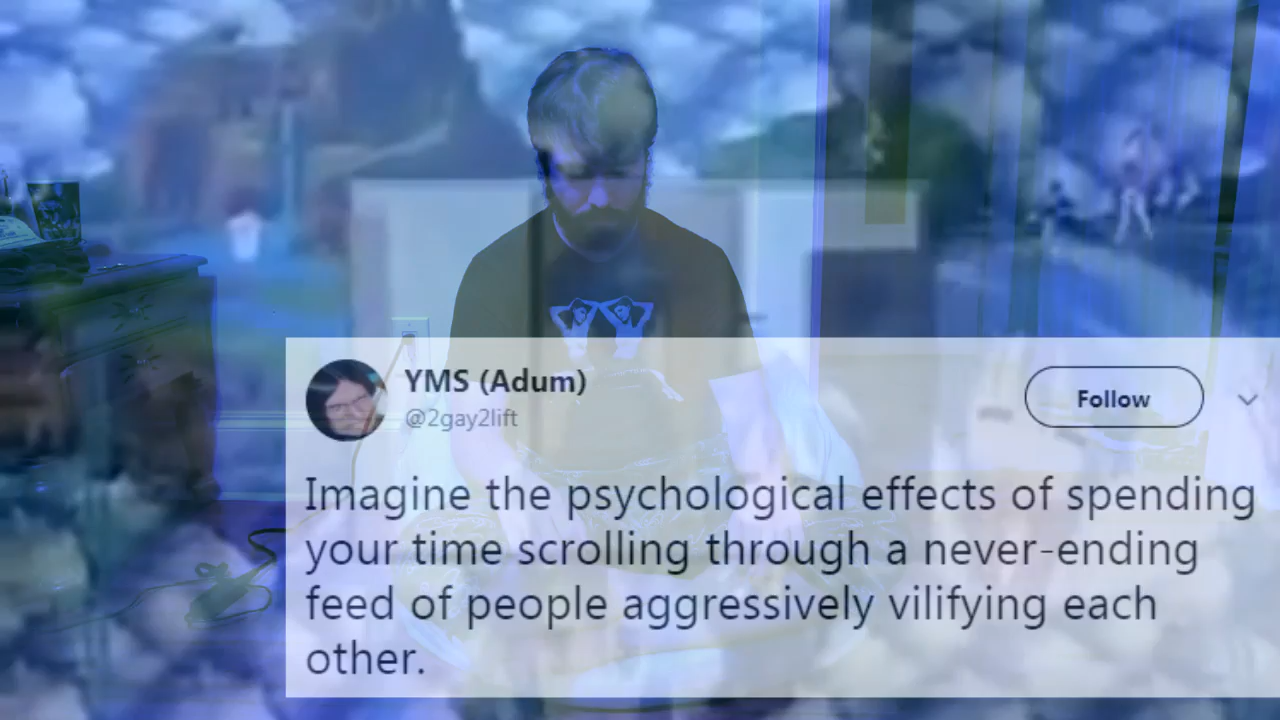 YMS (Adum)
@2gay2lift
Follow
Imagine the psychological effects of spending
your time scrolling through a never-ending
feed of people aggressively vilifying each
other.